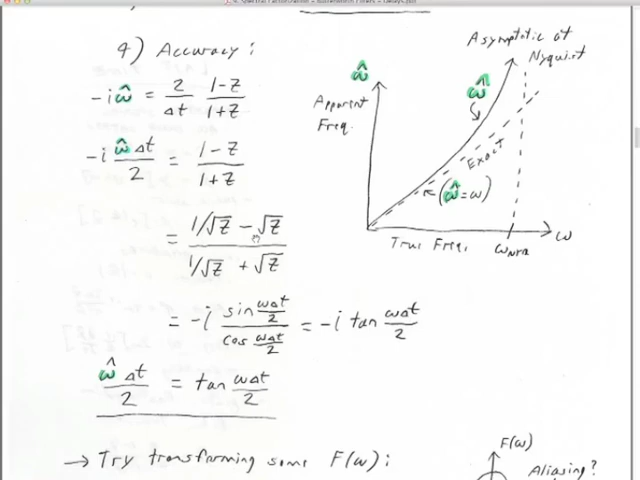 4) Accuracy:
-iω̂ = 2/Δt 1-Z/1+Z
-i ω̂Δt/2 = 1-Z/1+Z
= 1/√Z - √Z / 1/√Z + √Z
= -i sin ωΔt/2 / cos ωΔt/2 = -i tan ωΔt/2
ω̂Δt/2 = tan ωΔt/2
→ Try transforming some F(ω):
Asymptotic at
Nyquist
ω̂
Apparent
Freq.
ω̂
Exact
(ω̂=ω)
True Freq.
ω
F(ω)
Aliasing?